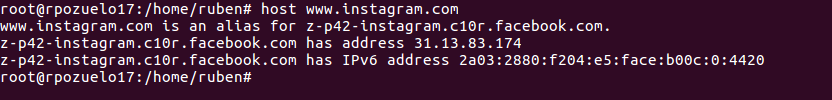 root@rpozuelo17:/home/ruben# host www.instagram.com
www.instagram.com is an alias for z-p42-instagram.c10r.facebook.com.
z-p42-instagram.c10r.facebook.com has address 31.13.83.174
z-p42-instagram.c10r.facebook.com has IPv6 address 2a03:2880:f204:e5:face:b00c:0:4420
root@rpozuelo17:/home/ruben#